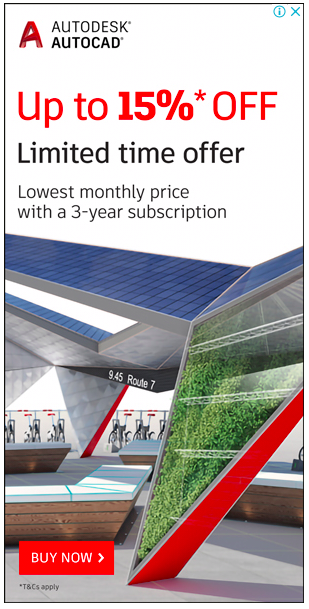 AUTODESK®
AUTOCAD®
Up to 15%* OFF
Limited time offer
Lowest monthly price
with a 3-year subscription
9.45 Route 7
BUY NOW >
*T&Cs apply